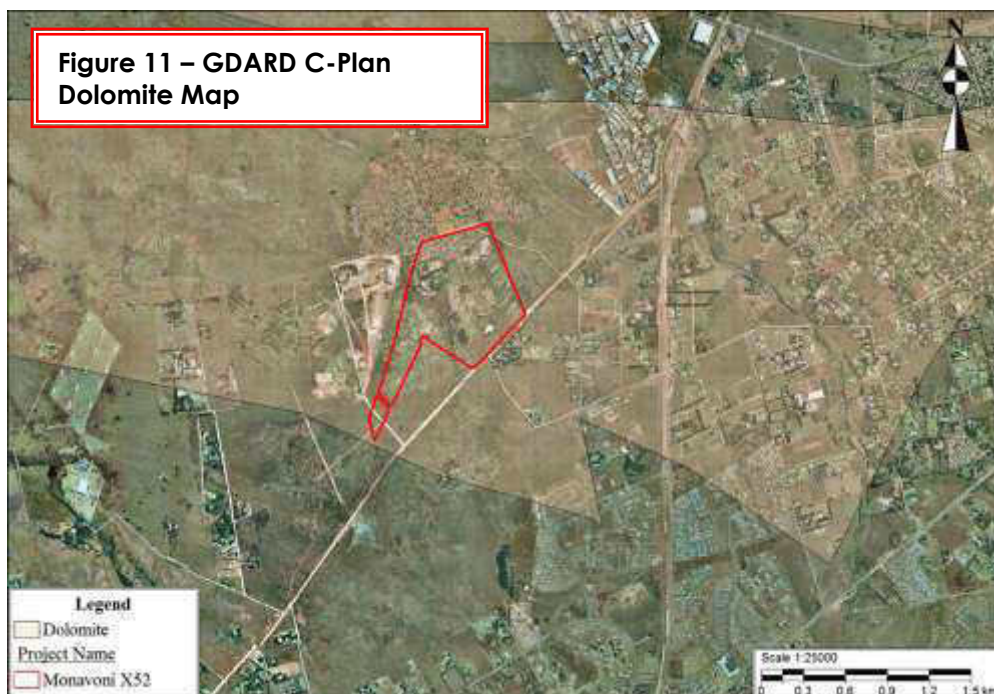 Figure 11 – GDARD C-Plan
Dolomite Map
N
Legend
Dolomite
Project Name
Monavoni X52
Scale 1:25000
0 0.3 0.6 0.9 1.2 1.5 km